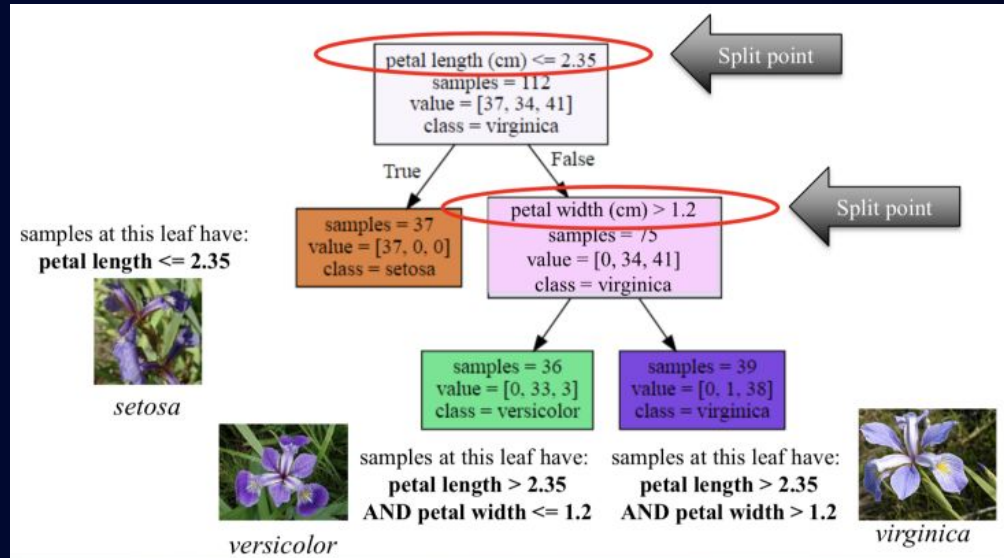 petal length (cm) <= 2.35
samples = 112
value = [37, 34, 41]
class = virginica
Split point
True
False
samples = 37
value = [37, 0, 0]
class = setosa
petal width (cm) > 1.2
samples = 75
value = [0, 34, 41]
class = virginica
Split point
samples at this leaf have:
petal length <= 2.35
setosa
samples = 36
value = [0, 33, 3]
class = versicolor
samples = 39
value = [0, 1, 38]
class = virginica
versicolor
samples at this leaf have:
petal length > 2.35
AND petal width <= 1.2
samples at this leaf have:
petal length > 2.35
AND petal width > 1.2
virginica